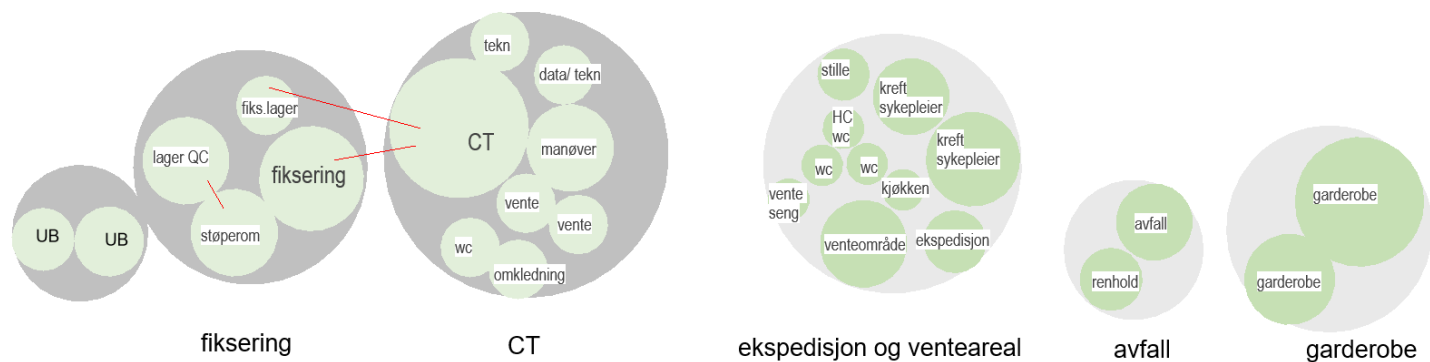 UB
UB
fiks.lager
lager QC
fiksering
støperom
fiksering
tekn
data/ tekn
CT
manøver
vente
vente
wc
omkledning
CT
stille
kreft
sykepleier
HC
wc
kreft
sykepleier
wc
wc
kjøkken
vente
seng
venteområde
ekspedisjon
ekspedisjon og venteareal
avfall
renhold
avfall
garderobe
garderobe
garderobe